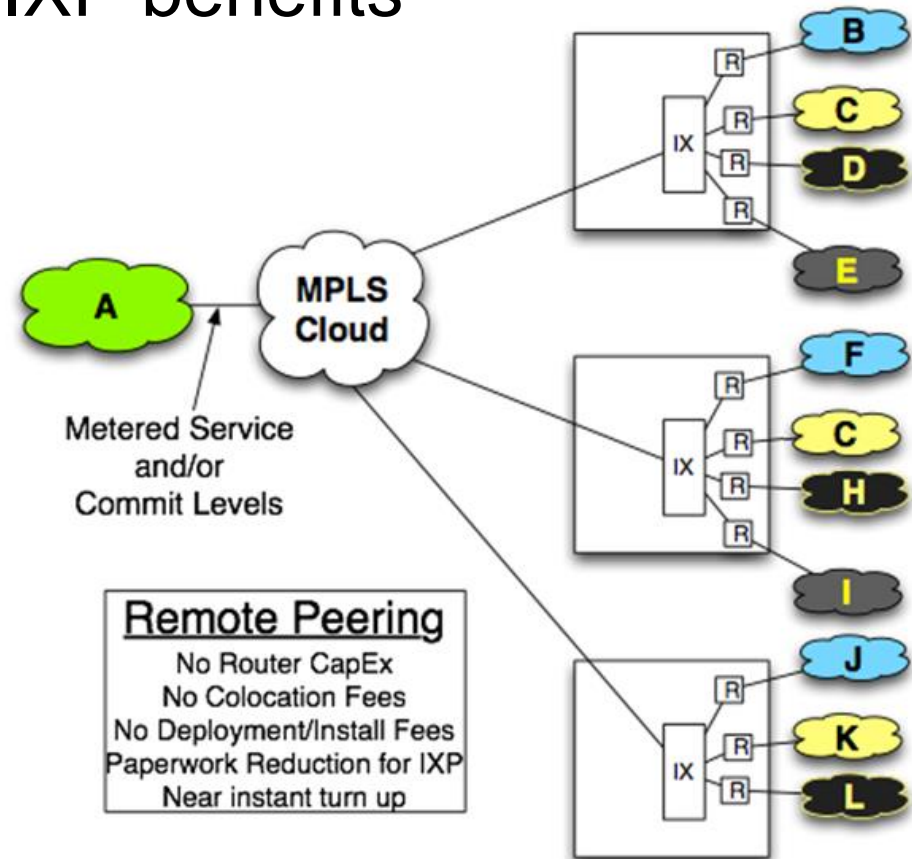 IXP benefits
B
IX
R
R
R
R
C
D
E
A
MPLS
Cloud
Metered Service
and/or
Commit Levels
F
IX
R
R
R
R
C
H
I
Remote Peering
No Router CapEx
No Colocation Fees
No Deployment/Install Fees
Paperwork Reduction for IXP
Near instant turn up
J
IX
R
R
R
K
L